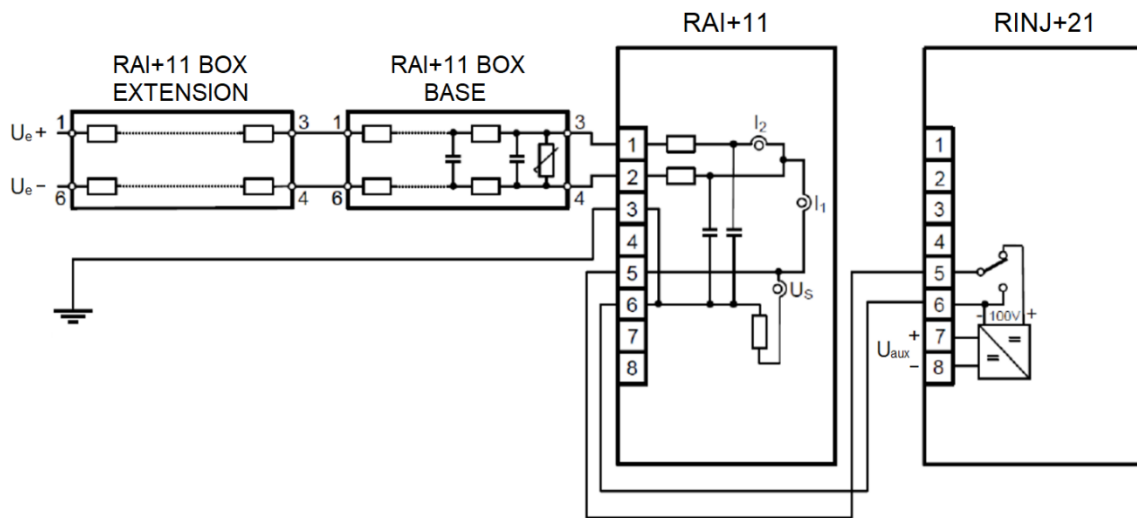 RAI+11
RINJ+21
RAI+11 BOX
EXTENSION
RAI+11 BOX
BASE
1
3
1
3
Ue+
Ue−
6
4
6
4
1
2
3
4
5
6
7
8
I2
I1
US
1
2
3
4
5
6
7
8
- 100V +
Uaux
+
−
=
=